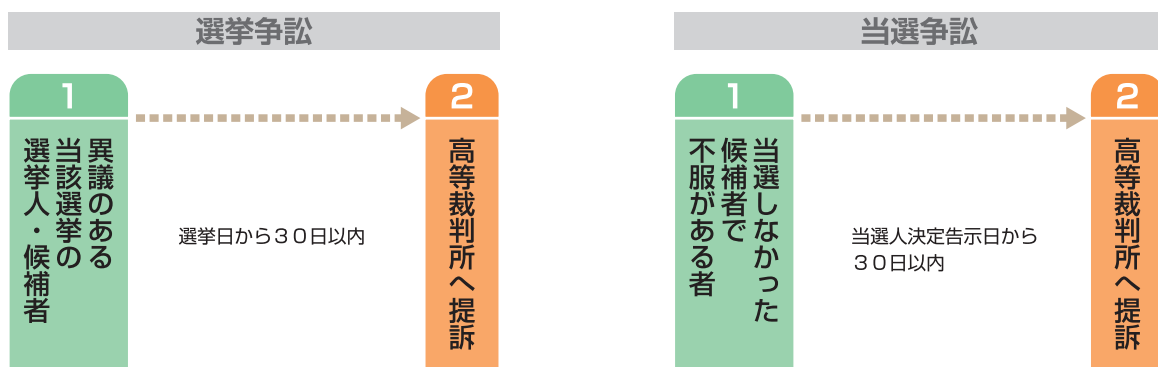 選挙争訟
1
異議のある
当該選挙の
選挙人・候補者
選挙日から３０日以内
2
高等裁判所へ提訴
当選争訟
1
当選しなかった
候補者で
不服がある者
当選人決定告示日から
３０日以内
2
高等裁判所へ提訴